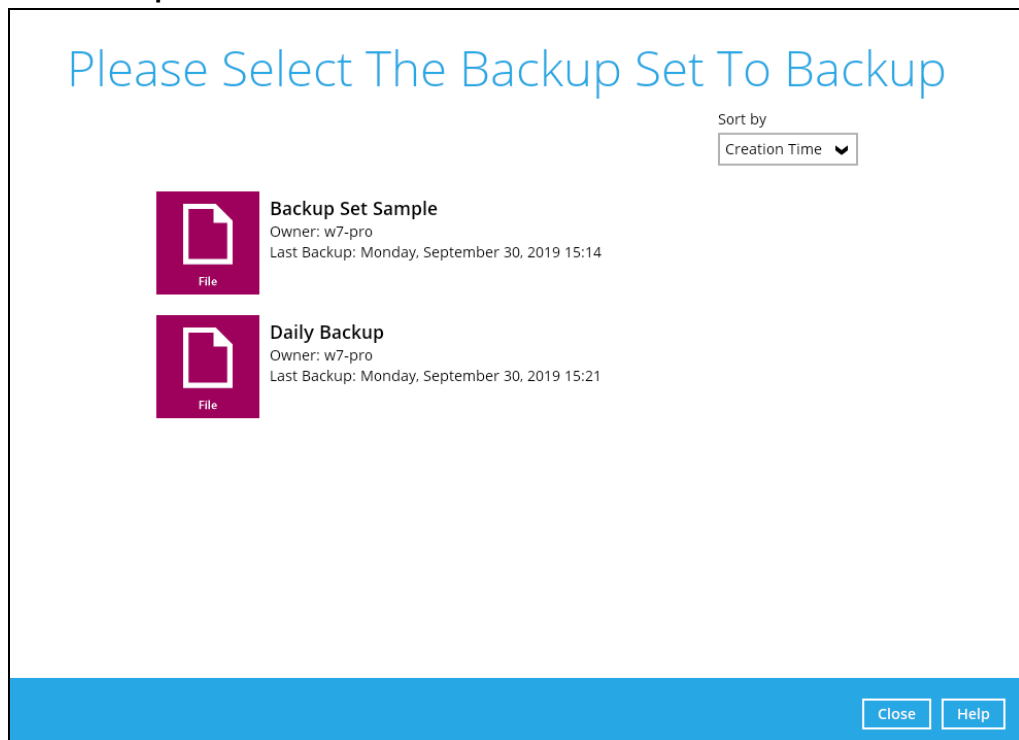 Please Select The Backup Set To Backup
Sort by
Creation Time
Backup Set Sample
Owner: w7-pro
Last Backup: Monday, September 30, 2019 15:14
File
Daily Backup
Owner: w7-pro
Last Backup: Monday, September 30, 2019 15:21
File
Close
Help